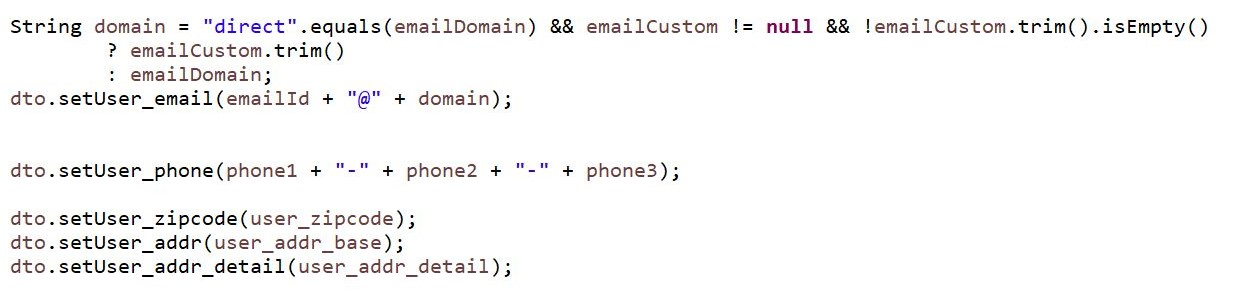 String domain = "direct".equals(emailDomain) && emailCustom != null && !emailCustom.trim().isEmpty()
        ? emailCustom.trim()
        : emailDomain;
dto.setUser_email(emailId + "@" + domain);
dto.setUser_phone(phone1 + "-" + phone2 + "-" + phone3);
dto.setUser_zipcode(user_zipcode);
dto.setUser_addr(user_addr_base);
dto.setUser_addr_detail(user_addr_detail);